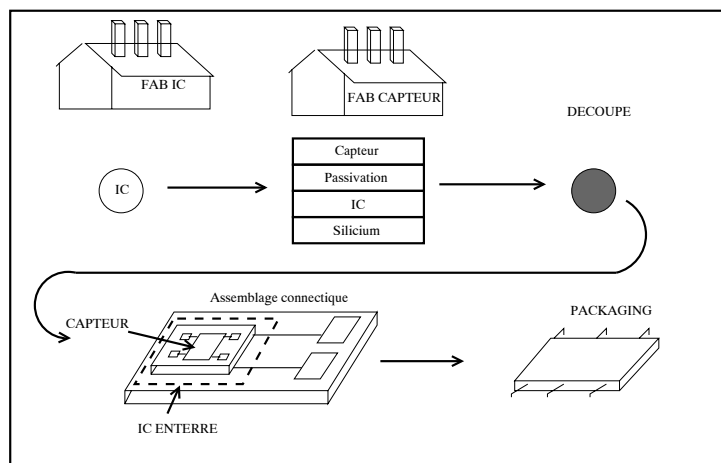 FAB IC
FAB CAPTEUR
DECOUPE
IC
Capteur
Passivation
IC
Silicium
Assemblage connectique
PACKAGING
CAPTEUR
IC ENTERRE